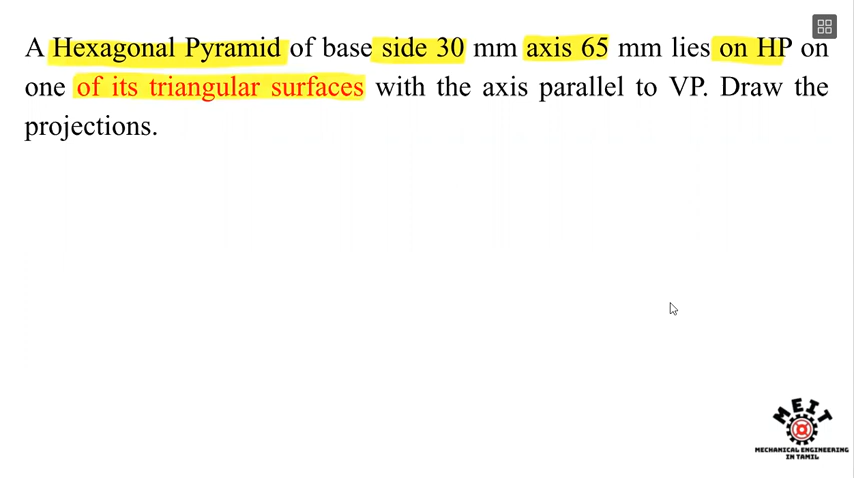 A Hexagonal Pyramid of base side 30 mm axis 65 mm lies on HP on
one of its triangular surfaces with the axis parallel to VP. Draw the
projections.
MEIT
MECHANICAL ENGINEERING
IN TAMIL